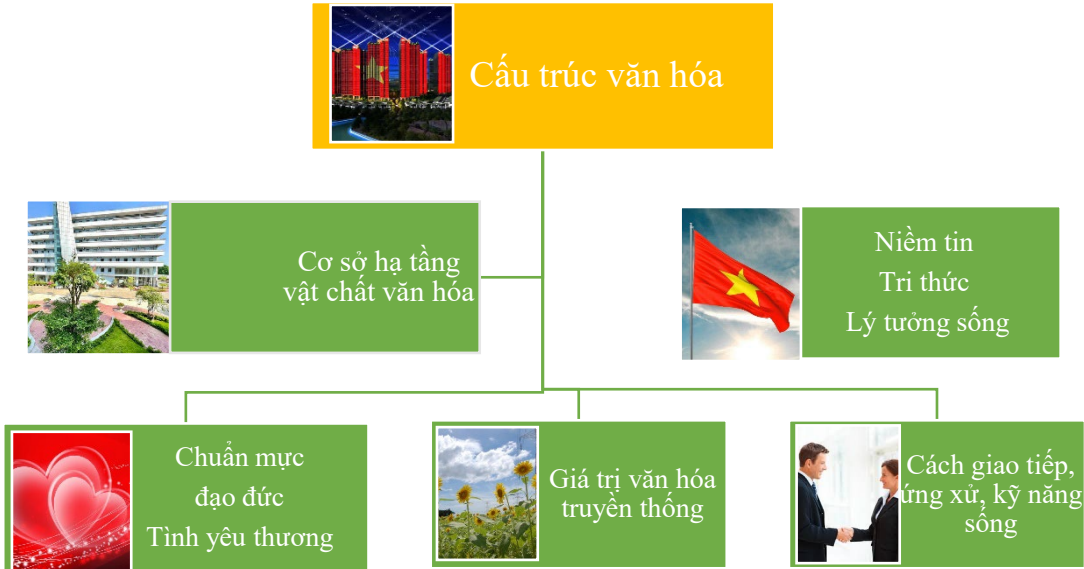 Cấu trúc văn hóa
Cơ sở hạ tầng
vật chất văn hóa
Niềm tin
Tri thức
Lý tưởng sống
Chuẩn mực
đạo đức
Tình yêu thương
Giá trị văn hóa
truyền thống
Cách giao tiếp,
ứng xử, kỹ năng
sống